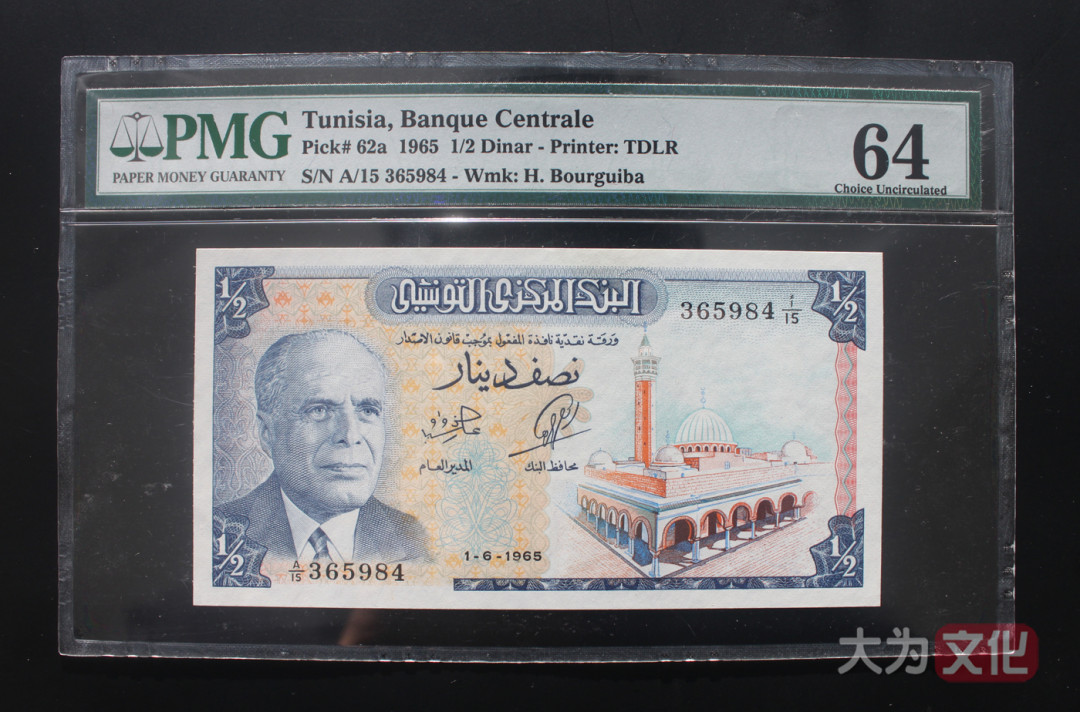 PMG
PAPER MONEY GUARANTY
Tunisia, Banque Centrale
Pick# 62a 1965 1/2 Dinar - Printer: TDLR
S/N A/15 365984 - Wmk: H. Bourguiba
64
Choice Uncirculated
1/2
البنك المركزي التونسي
365984 أ/15
1/2
ورقة نقدية نافذة المفعول بموجب قانون الإصدار
نصف دينار
المدير العام
محافظ البنك
1-6-1965
1/2
A/15 365984
1/2
大为文化